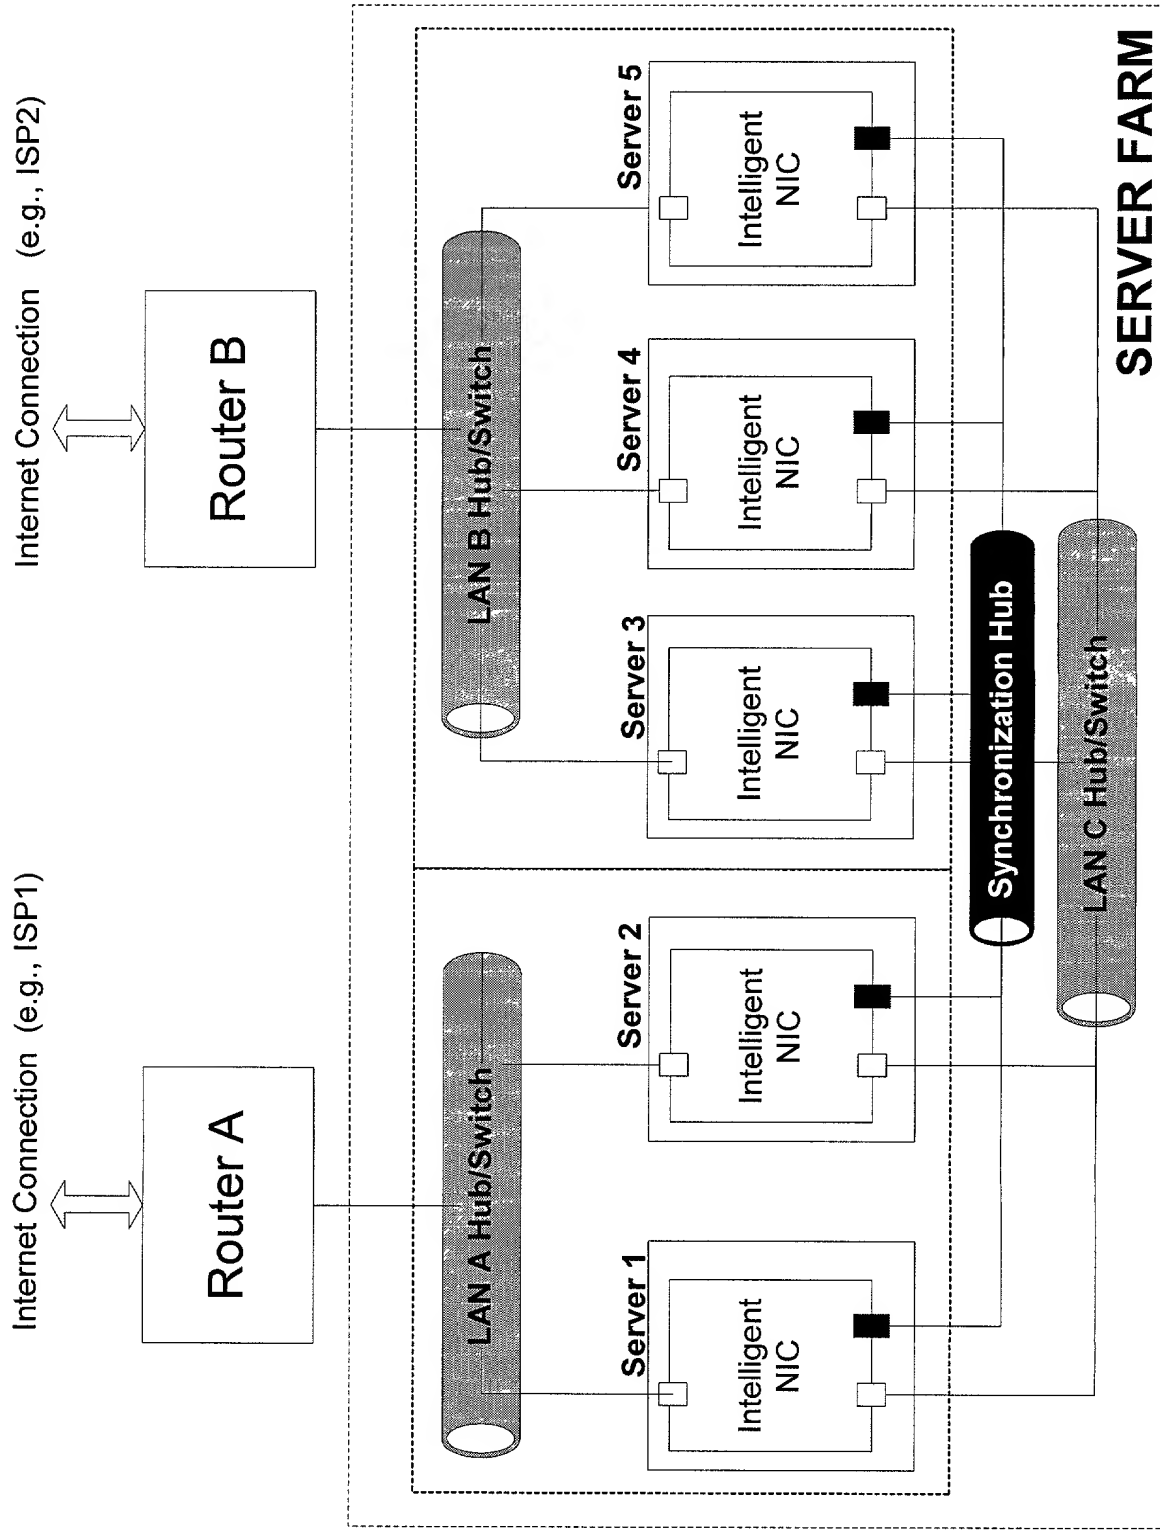 Internet Connection (e.g., ISP1)
Internet Connection (e.g., ISP2)
Router A
Router B
LAN A Hub/Switch
LAN B Hub/Switch
Server 1
Server 2
Server 3
Server 4
Server 5
Intelligent
NIC
Intelligent
NIC
Intelligent
NIC
Intelligent
NIC
Intelligent
NIC
Synchronization Hub
LAN C Hub/Switch
SERVER FARM